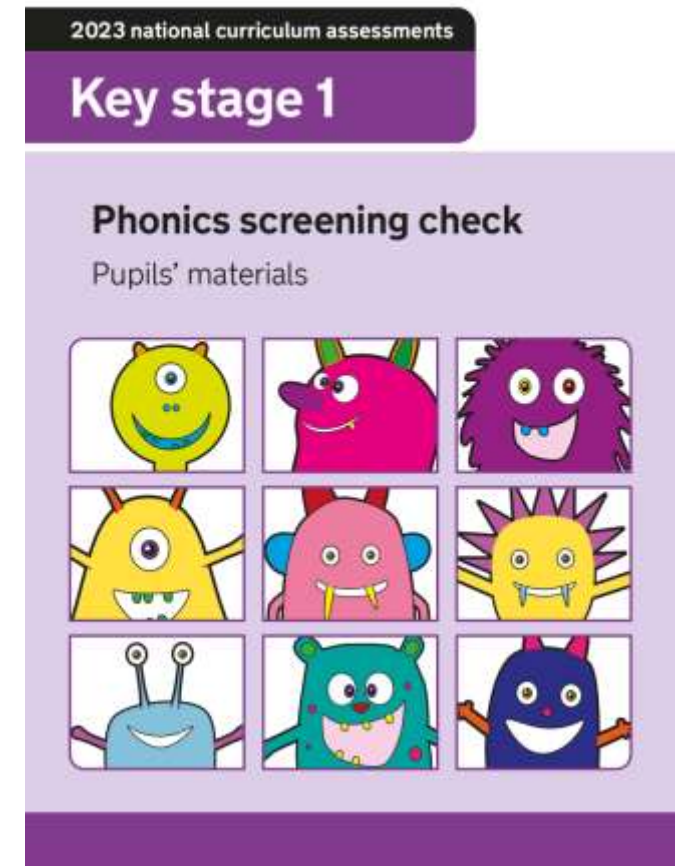 2023 national curriculum assessments
Key stage 1
Phonics screening check
Pupils’ materials